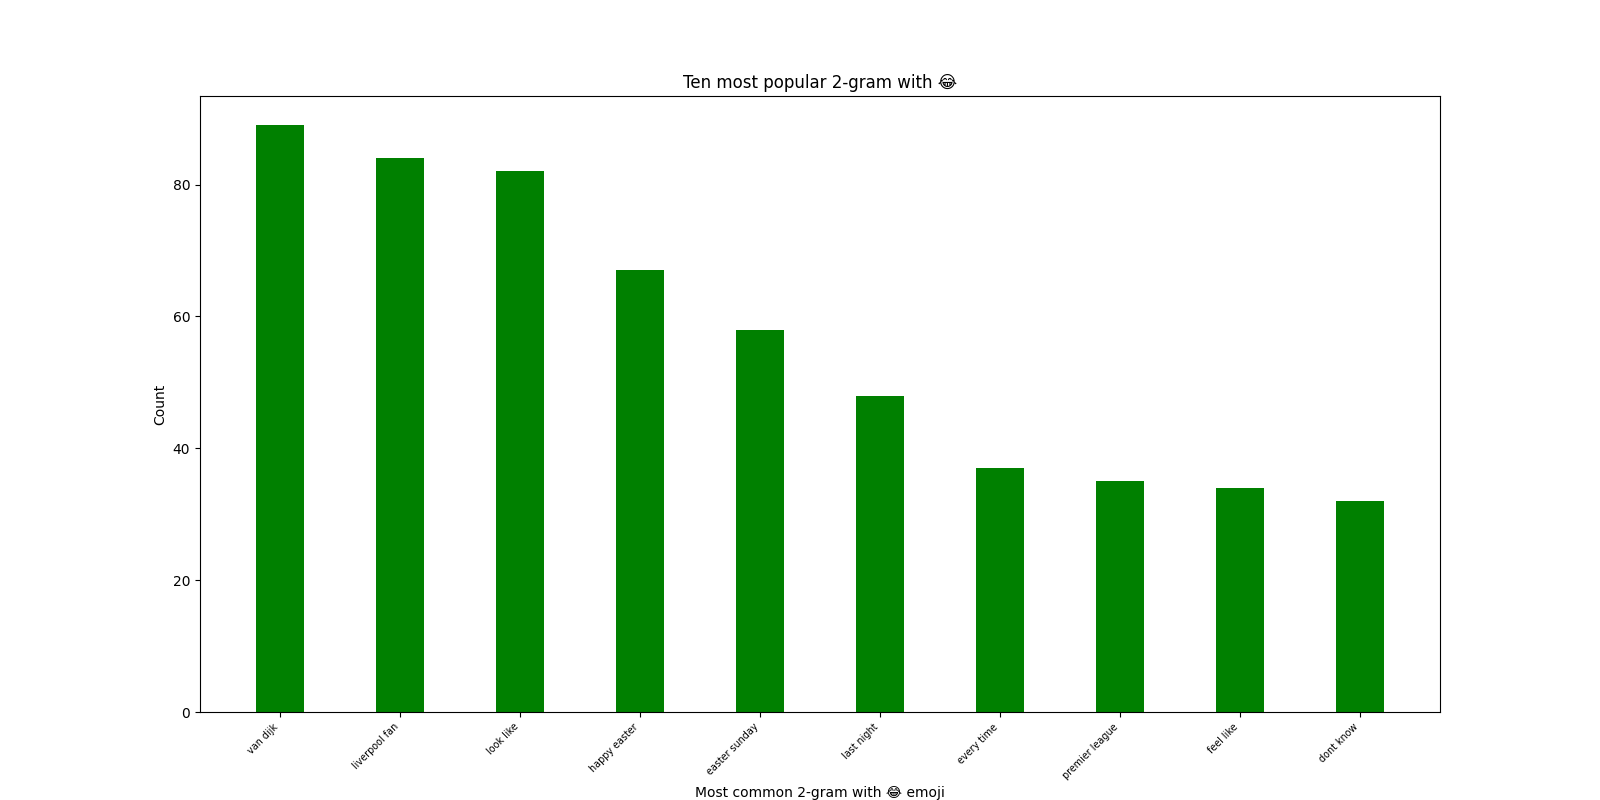 Ten most popular 2-gram with 😂
Count
80
60
40
20
0
van dijk
liverpool fan
look like
happy easter
easter sunday
last night
every time
premier league
feel like
dont know
Most common 2-gram with 😂 emoji